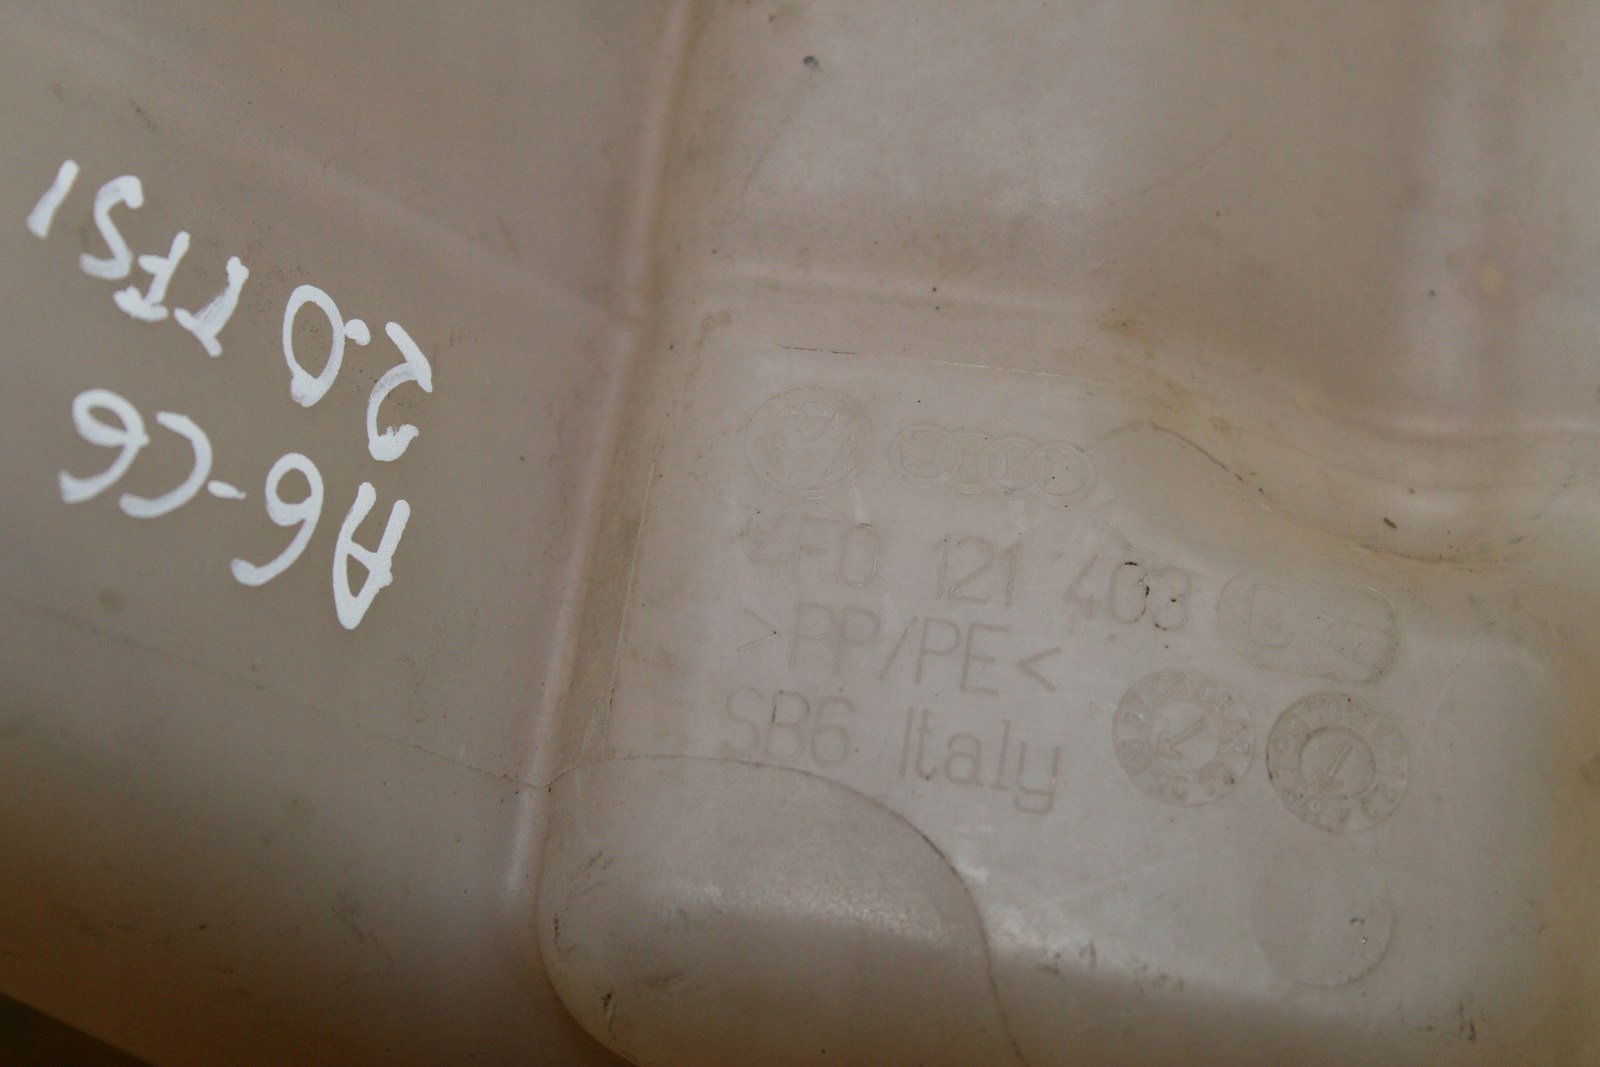 A6-C6
2.0 TFSI
4F0 121 403 C
>PP/PE<
SB6 Italy